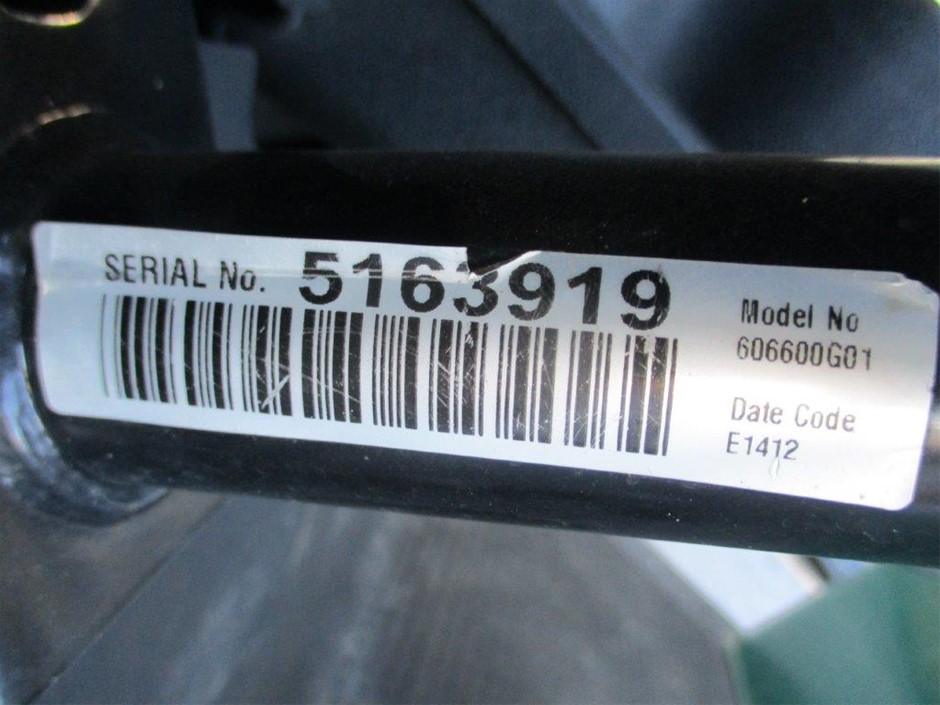 SERIAL No. 5163919
Model No
606600G01
Date Code
E1412